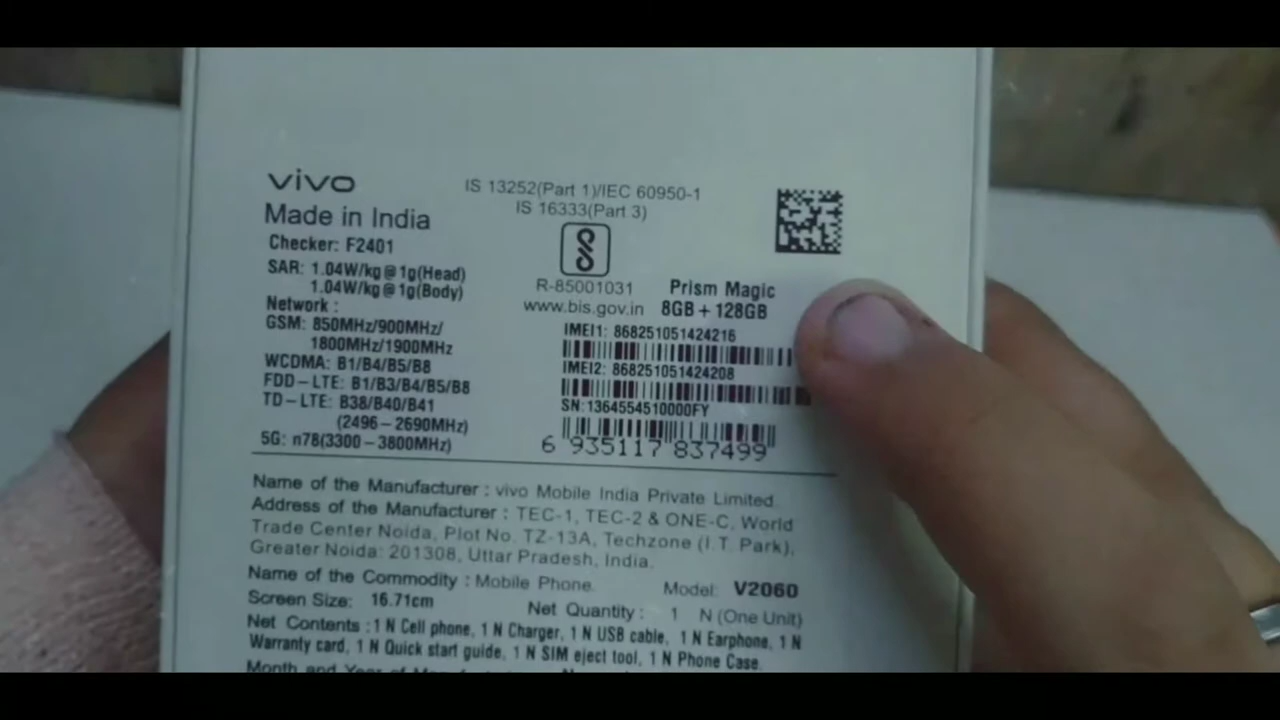 vivo
Made in India
Checker: F2401
SAR: 1.04W/kg@1g(Head)
1.04W/kg@1g(Body)
Network :
GSM: 850MHz/900MHz/
1800MHz/1900MHz
WCDMA: B1/B4/B5/B8
FDD-LTE: B1/B3/B4/B5/B8
TD-LTE: B38/B40/B41
(2496-2690MHz)
5G: n78(3300-3800MHz)
IS 13252(Part 1)/IEC 60950-1
IS 16333(Part 3)
R-85001031
www.bis.gov.in
Prism Magic
8GB+128GB
IMEI1: 868251051424216
IMEI2: 868251051424208
SN:1364554510000FY
6 935117 837499
Name of the Manufacturer : vivo Mobile India Private Limited.
Address of the Manufacturer : TEC-1, TEC-2 & ONE-C, World
Trade Center Noida, Plot No. TZ-13A, Techzone (I.T. Park),
Greater Noida: 201308, Uttar Pradesh, India.
Name of the Commodity : Mobile Phone. Model: V2060
Screen Size: 16.71cm Net Quantity : 1 N (One Unit)
Net Contents :1 N Cell phone, 1 N Charger, 1 N USB cable, 1 N Earphone, 1 N
Warranty card, 1 N Quick start guide, 1 N SIM eject tool, 1 N Phone Case.
Month and Year of